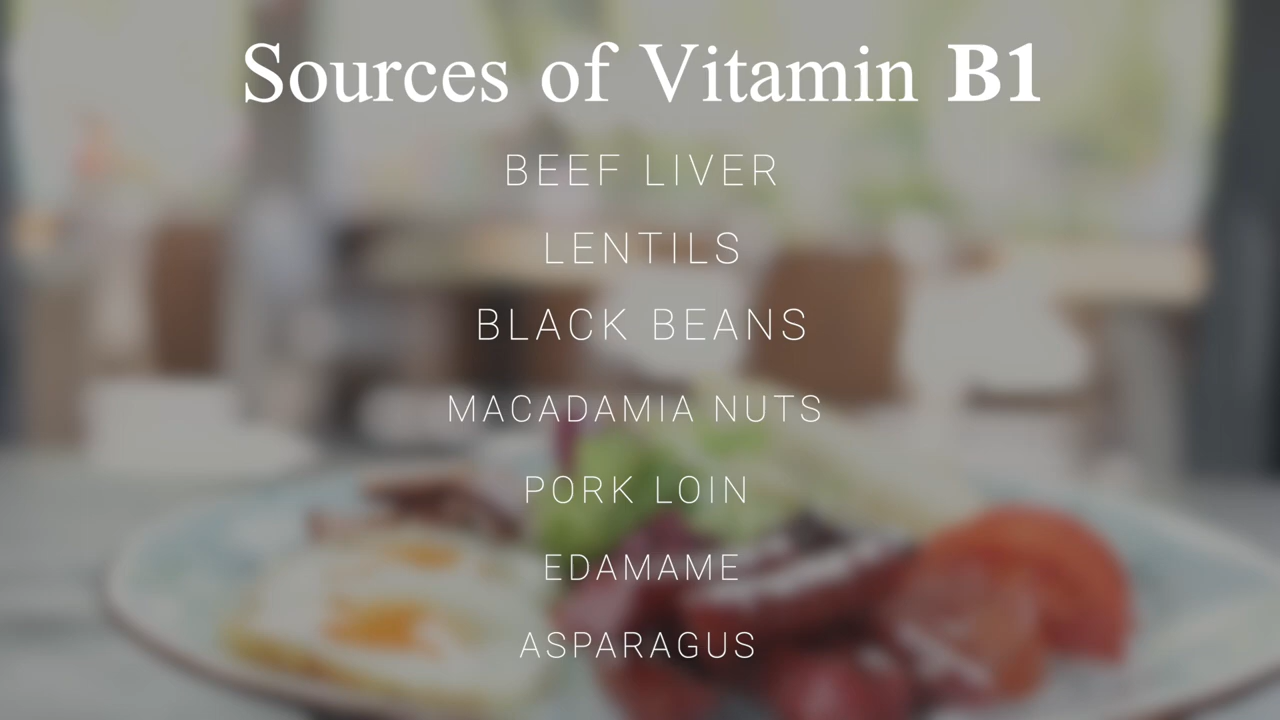 Sources of Vitamin B1
BEEF LIVER
LENTILS
BLACK BEANS
MACADAMIA NUTS
PORK LOIN
EDAMAME
ASPARAGUS